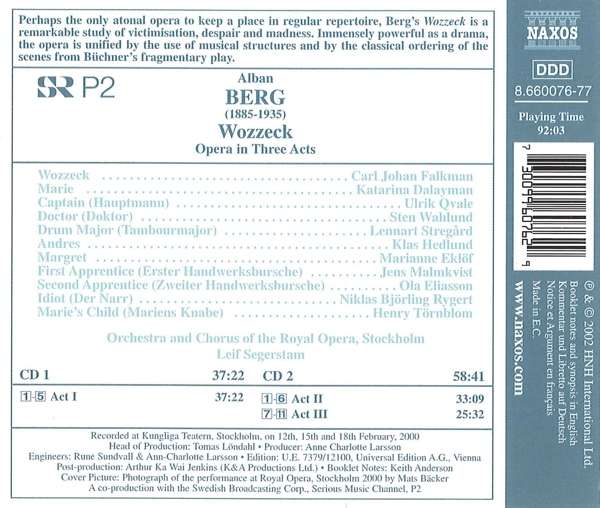 Perhaps the only atonal opera to keep a place in regular repertoire, Berg's Wozzeck is a
remarkable study of victimisation, despair and madness. Immensely powerful as a drama,
the opera is unified by the use of musical structures and by the classical ordering of the
scenes from Büchner's fragmentary play.
SR P2
Alban
BERG
(1885-1935)
Wozzeck
Opera in Three Acts
Wozzeck ........ Carl Johan Falkman
Marie ........ Katarina Dalayman
Captain (Hauptmann) ........ Ulrik Qvale
Doctor (Doktor) ........ Sten Wahlund
Drum Major (Tambourmajor) ........ Lennart Stregård
Andres ........ Klas Hedlund
Margret ........ Marianne Eklöf
First Apprentice (Erster Handwerksbursche) ........ Jens Malmkvist
Second Apprentice (Zweiter Handwerksbursche) ........ Ola Eliasson
Idiot (Der Narr) ........ Niklas Björling Rygert
Marie's Child (Mariens Knabe) ........ Henry Törnblom
Orchestra and Chorus of the Royal Opera, Stockholm
Leif Segerstam
CD 1 37:22 CD 2 58:41
1-5 Act I 37:22 1-6 Act II 33:09
7-11 Act III 25:32
Recorded at Kungliga Teatern, Stockholm, on 12th, 15th and 18th February, 2000
Head of Production: Tomas Löndahl • Producer: Anne Charlotte Larsson
Engineers: Rune Sundvall & Ann-Charlotte Larsson • Edition: U.E. 7379/12100, Universal Edition A.G., Vienna
Post-production: Arthur Ka Wai Jenkins (K&A Productions Ltd.) • Booklet Notes: Keith Anderson
Cover Picture: Photograph of the performance at Royal Opera, Stockholm 2000 by Mats Bäcker
A co-production with the Swedish Broadcasting Corp., Serious Music Channel, P2
NAXOS
DDD
8.660076-77
Playing Time
92:03
7 30099 60762 9
℗ & © 2002 HNH International Ltd.
Booklet notes and synopsis in English
Kommentar und Libretto auf Deutsch
Notice et Argument en français
Made in E.C.
www.naxos.com